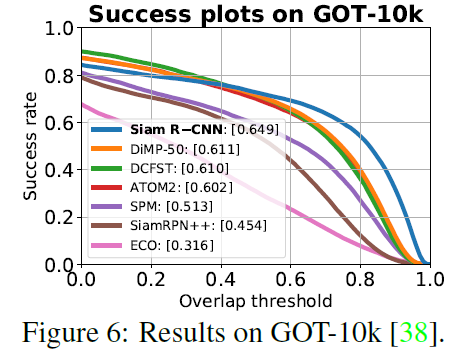 Success plots on GOT-10k
1.0
0.8
0.6
0.4
0.2
0.0
Success rate
Siam R-CNN: [0.649]
DiMP-50: [0.611]
DCFST: [0.610]
ATOM2: [0.602]
SPM: [0.513]
SiamRPN++: [0.454]
ECO: [0.316]
0.0 0.2 0.4 0.6 0.8 1.0
Overlap threshold
Figure 6: Results on GOT-10k [38].